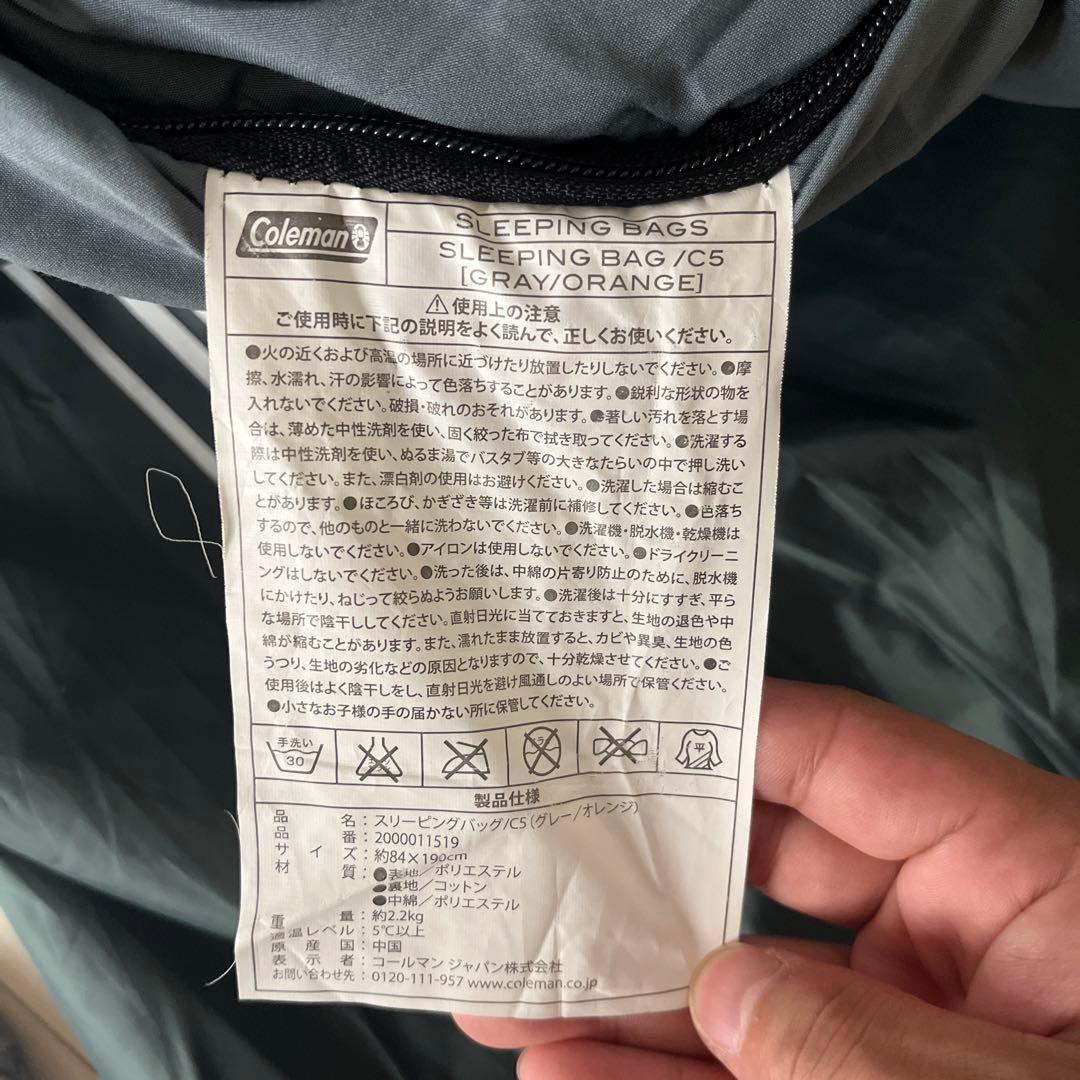 Coleman
SLEEPING BAGS
SLEEPING BAG /C5
[GRAY/ORANGE]
⚠使用上の注意
ご使用時に下記の説明をよく読んで、正しくお使いください。
●火の近くおよび高温の場所に近づけたり放置したりしないでください。●摩
擦、水濡れ、汗の影響によって色落ちすることがあります。●鋭利な形状の物を
入れないでください。破損・破れのおそれがあります。●著しい汚れを落とす場
合は、薄めた中性洗剤を使い、固く絞った布で拭き取ってください。●洗濯する
際は中性洗剤を使い、ぬるま湯でバスタブ等の大きなたらいの中で押し洗い
してください。また、漂白剤の使用はお避けください。●洗濯した場合は縮むこ
とがあります。●ほころび、かぎざき等は洗濯前に補修してください。●色落ち
するので、他のものと一緒に洗わないでください。●洗濯機・脱水機・乾燥機は
使用しないでください。●アイロンは使用しないでください。●ドライクリーニ
ングはしないでください。●洗った後は、中綿の片寄り防止のために、脱水機
にかけたり、ねじって絞らぬようお願いします。●洗濯後は十分にすすぎ、平ら
な場所で陰干ししてください。直射日光に当てておきますと、生地の退色や中
綿が縮むことがあります。また、濡れたまま放置すると、カビや異臭、生地の色
うつり、生地の劣化などの原因となりますので、十分乾燥させてください。●ご
使用後はよく陰干しをし、直射日光を避け風通しのよい場所で保管ください。
●小さなお子様の手の届かない所に保管してください。
手洗い
30
平
製品仕様
品名：スリーピングバッグ/C5（グレー/オレンジ）
品番：2000011519
サイズ：約84×190cm
材質：●表地／ポリエステル
●裏地／コットン
●中綿／ポリエステル
重量：約2.2kg
適温レベル：5℃以上
原産国：中国
表示者：コールマン ジャパン株式会社
お問い合わせ先：0120-111-957 www.coleman.co.jp